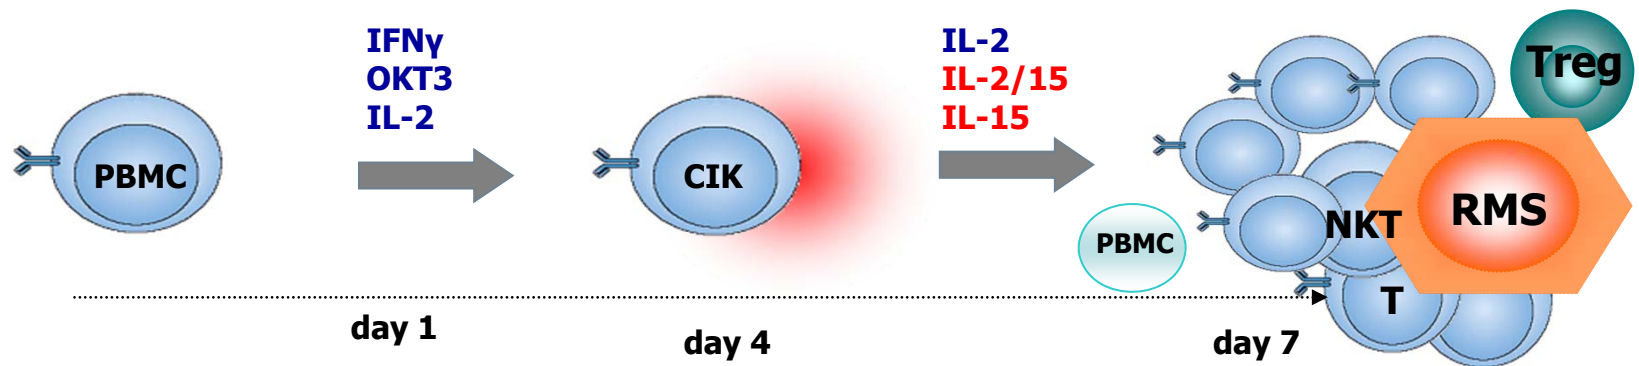 PBMC
IFNγ
OKT3
IL-2
CIK
IL-2
IL-2/15
IL-15
PBMC
Treg
NKT
RMS
T
day 1
day 4
day 7